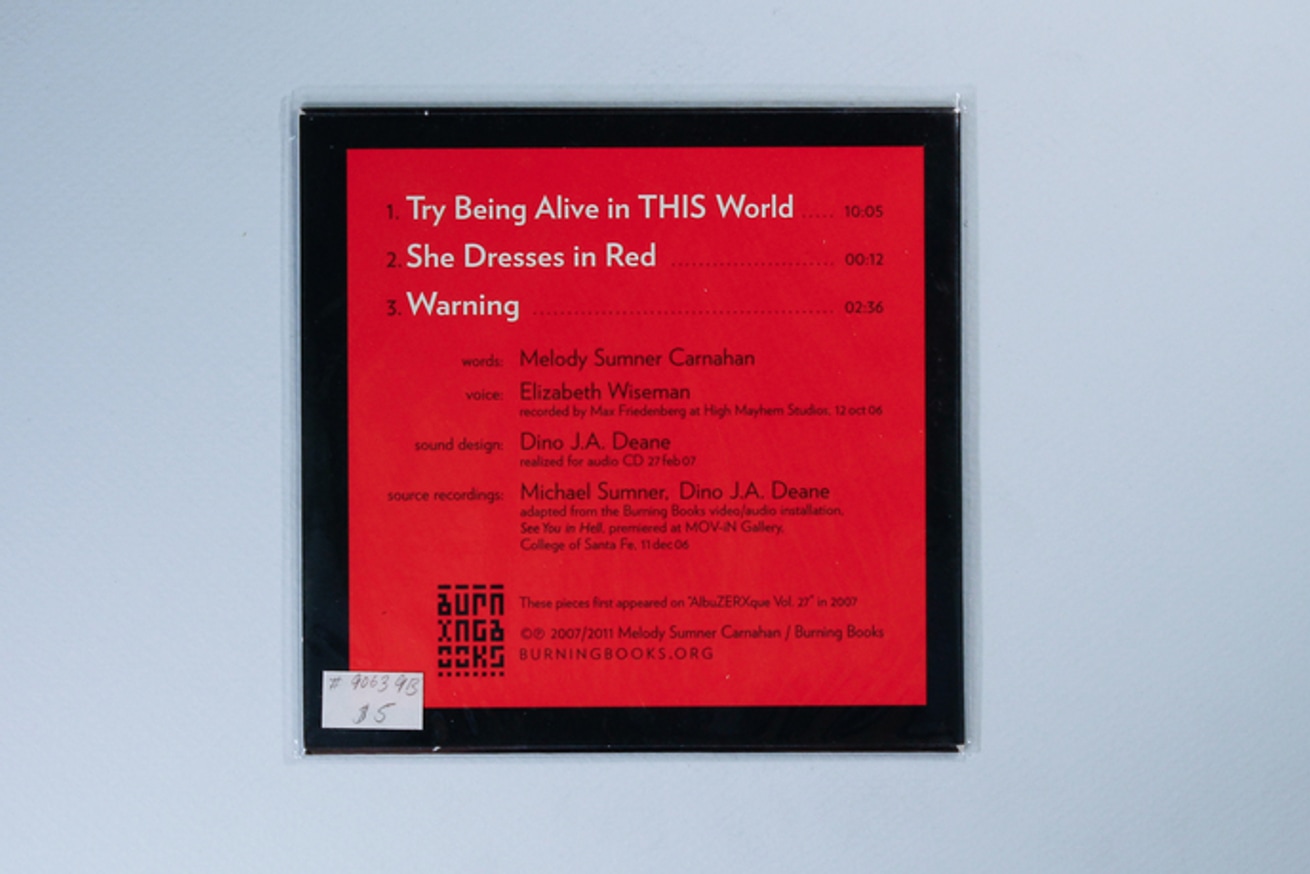 1. Try Being Alive in THIS World ..... 10:05
2. She Dresses in Red ........................ 00:12
3. Warning ............................................ 02:36
words: Melody Sumner Carnahan
voice: Elizabeth Wiseman
recorded by Max Friedenberg at High Mayhem Studios, 12 oct 06
sound design: Dino J.A. Deane
realized for audio CD 27 feb 07
source recordings: Michael Sumner, Dino J.A. Deane
adapted from the Burning Books video/audio installation,
See You in Hell, premiered at MOV-iN Gallery,
College of Santa Fe, 11 dec 06
BURN
INGB
OOKS
These pieces first appeared on "AlbuZERXque Vol. 27" in 2007
©℗ 2007/2011 Melody Sumner Carnahan / Burning Books
BURNINGBOOKS.ORG
# 90639B
$5